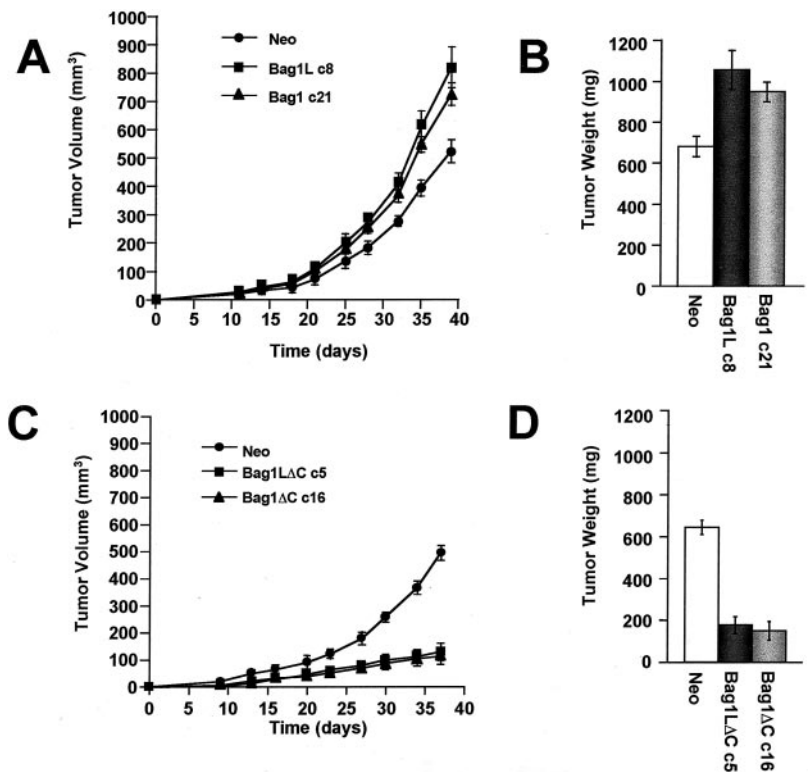 A
Tumor Volume (mm³)
1000
900
800
700
600
500
400
300
200
100
0
Neo
Bag1L c8
Bag1 c21
0 5 10 15 20 25 30 35 40
Time (days)
B
Tumor Weight (mg)
1200
1000
800
600
400
200
0
Neo
Bag1L c8
Bag1 c21
C
Tumor Volume (mm³)
1000
900
800
700
600
500
400
300
200
100
0
Neo
Bag1LΔC c5
Bag1ΔC c16
0 5 10 15 20 25 30 35 40
Time (days)
D
Tumor Weight (mg)
1200
1000
800
600
400
200
0
Neo
Bag1LΔC c5
Bag1ΔC c16